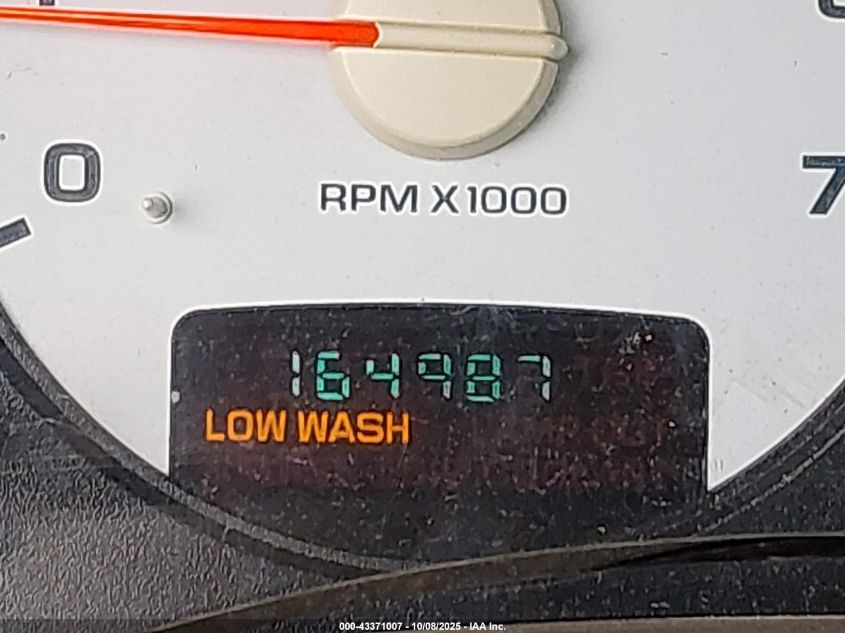 0
7
RPM X1000
164987
LOW WASH
000-43371007 - 10/08/2025 - IAA Inc.